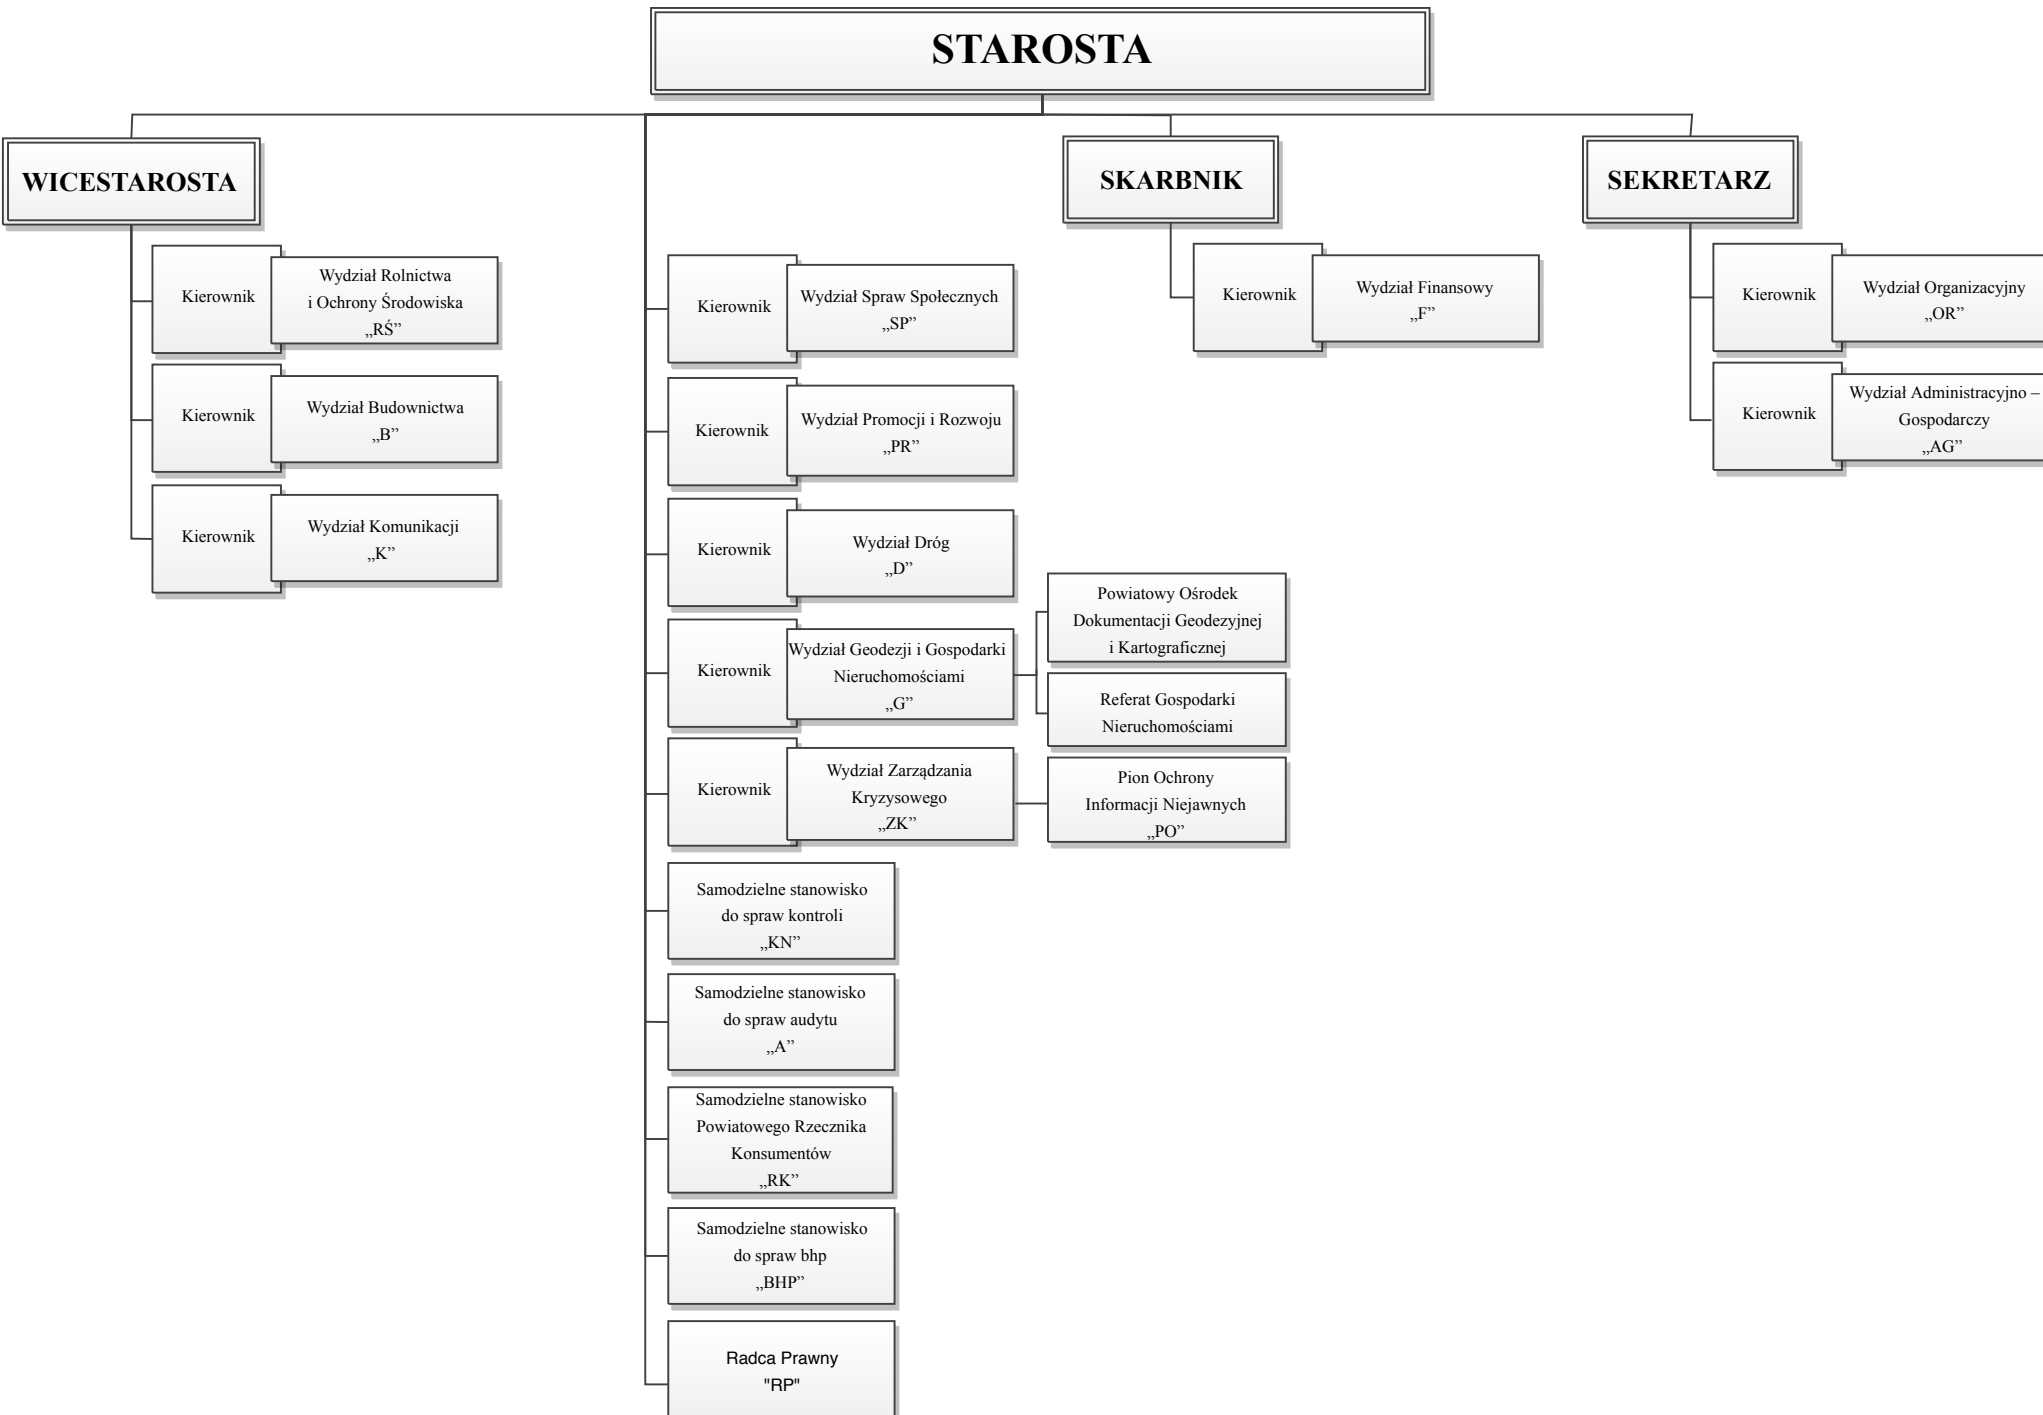 STAROSTA
WICESTAROSTA
Kierownik
Wydział Rolnictwa
i Ochrony Środowiska
„RŚ”
Kierownik
Wydział Budownictwa
„B”
Kierownik
Wydział Komunikacji
„K”
Kierownik
Wydział Spraw Społecznych
„SP”
Kierownik
Wydział Promocji i Rozwoju
„PR”
Kierownik
Wydział Dróg
„D”
Kierownik
Wydział Geodezji i Gospodarki
Nieruchomościami
„G”
Powiatowy Ośrodek
Dokumentacji Geodezyjnej
i Kartograficznej
Referat Gospodarki
Nieruchomościami
Kierownik
Wydział Zarządzania
Kryzysowego
„ZK”
Pion Ochrony
Informacji Niejawnych
„PO”
Samodzielne stanowisko
do spraw kontroli
„KN”
Samodzielne stanowisko
do spraw audytu
„A”
Samodzielne stanowisko
Powiatowego Rzecznika
Konsumentów
„RK”
Samodzielne stanowisko
do spraw bhp
„BHP”
Radca Prawny
"RP"
SKARBNIK
Kierownik
Wydział Finansowy
„F”
SEKRETARZ
Kierownik
Wydział Organizacyjny
„OR”
Kierownik
Wydział Administracyjno –
Gospodarczy
„AG”